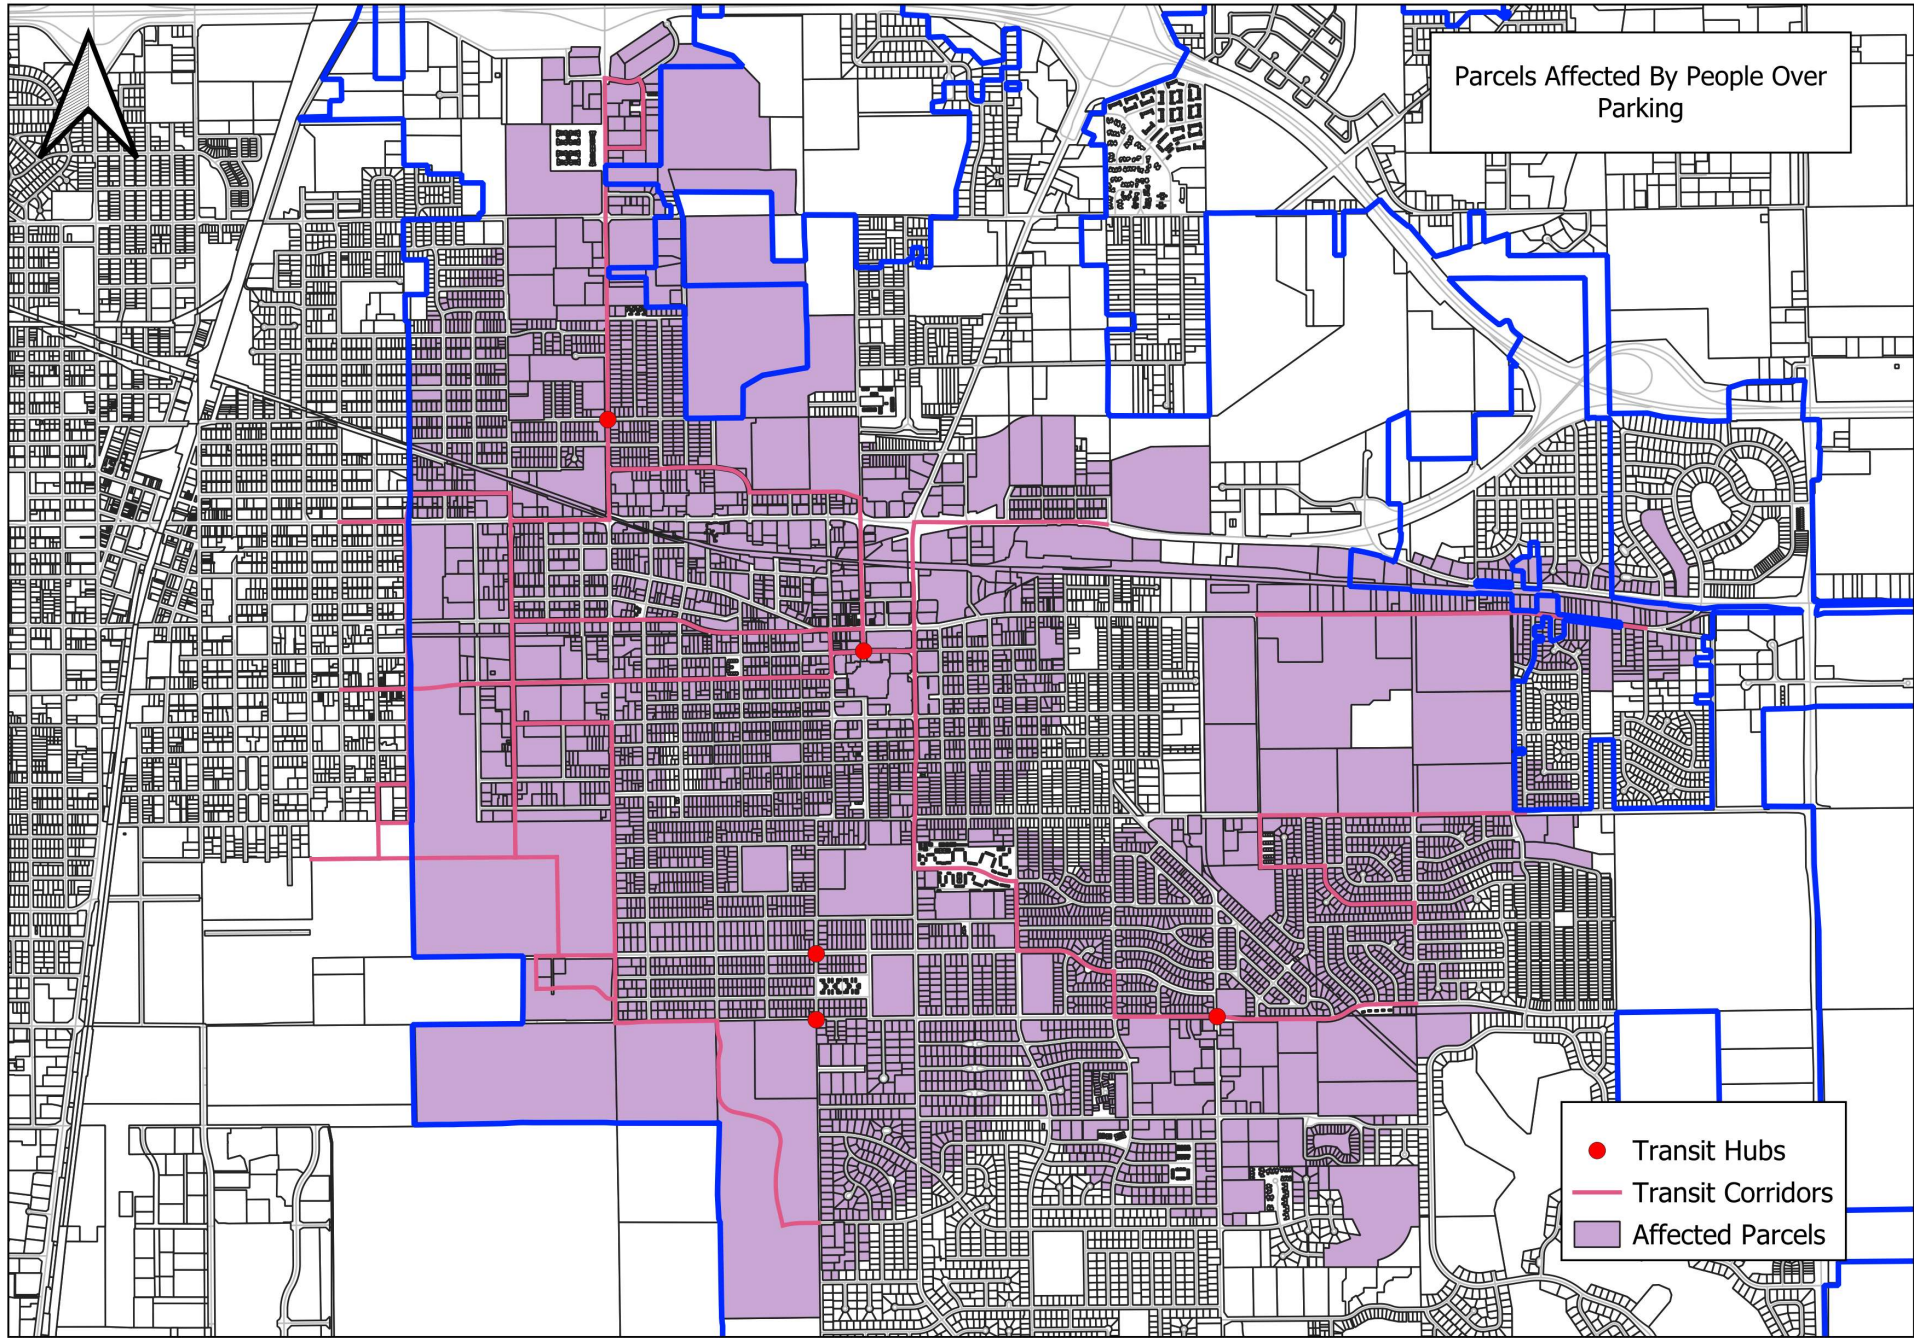 Parcels Affected By People Over
Parking
Transit Hubs
Transit Corridors
Affected Parcels